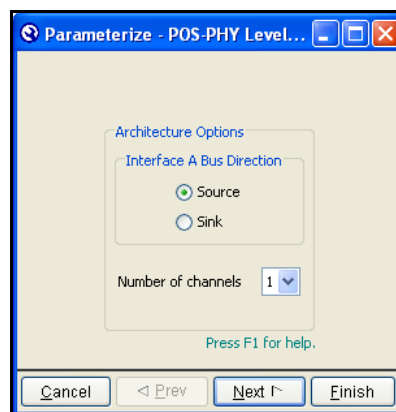 Parameterize - POS-PHY Level...
Architecture Options
Interface A Bus Direction
Source
Sink
Number of channels 1
Press F1 for help.
Cancel Prev Next Finish